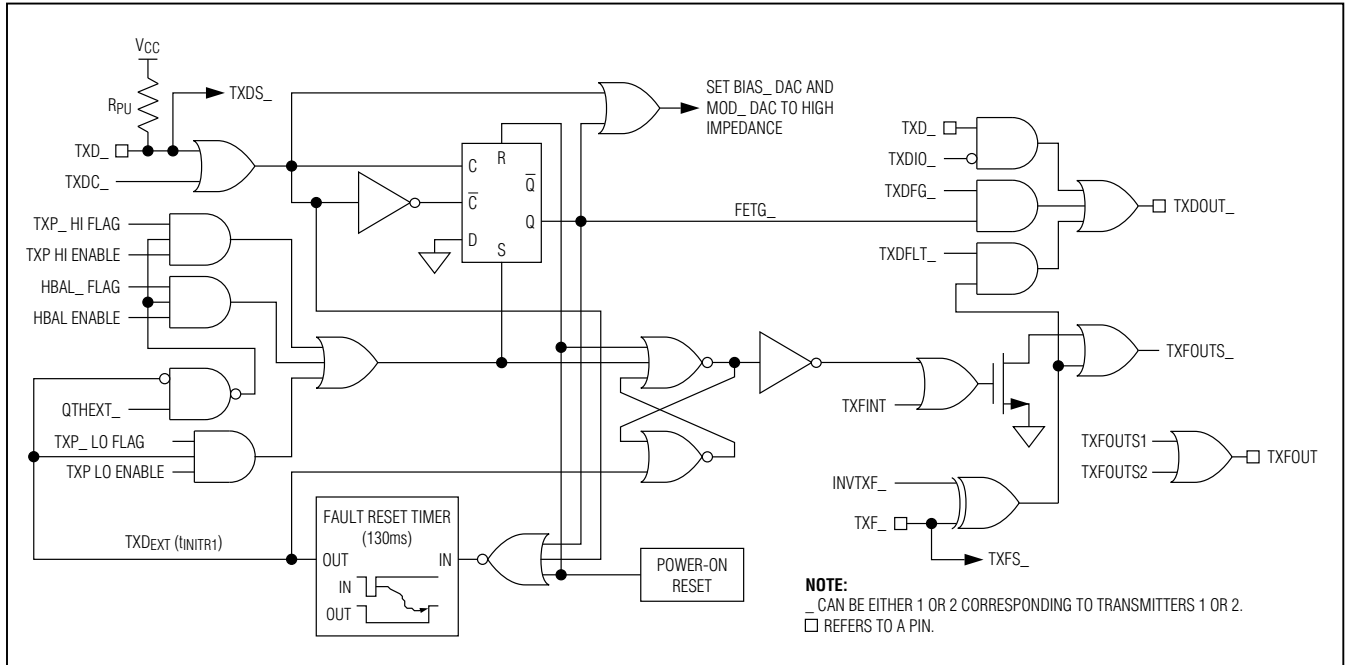 VCC
RPU
TXDS_
TXD_
TXDC_
TXP_ HI FLAG
TXP HI ENABLE
HBAL_ FLAG
HBAL ENABLE
QTHEXT_
TXP_ LO FLAG
TXP LO ENABLE
TXDEXT (tINITR1)
C
C
D
R
S
Q
Q
SET BIAS_ DAC AND
MOD_ DAC TO HIGH
IMPEDANCE
FETG_
TXD_
TXDIO_
TXDFG_
TXDFLT_
TXDOUT_
TXFINT
TXFOUTS_
INVTXF_
TXF_
TXFS_
TXFOUTS1
TXFOUTS2
TXFOUT
FAULT RESET TIMER
(130ms)
OUT
IN
IN
OUT
POWER-ON
RESET
NOTE:
_ CAN BE EITHER 1 OR 2 CORRESPONDING TO TRANSMITTERS 1 OR 2.
□ REFERS TO A PIN.